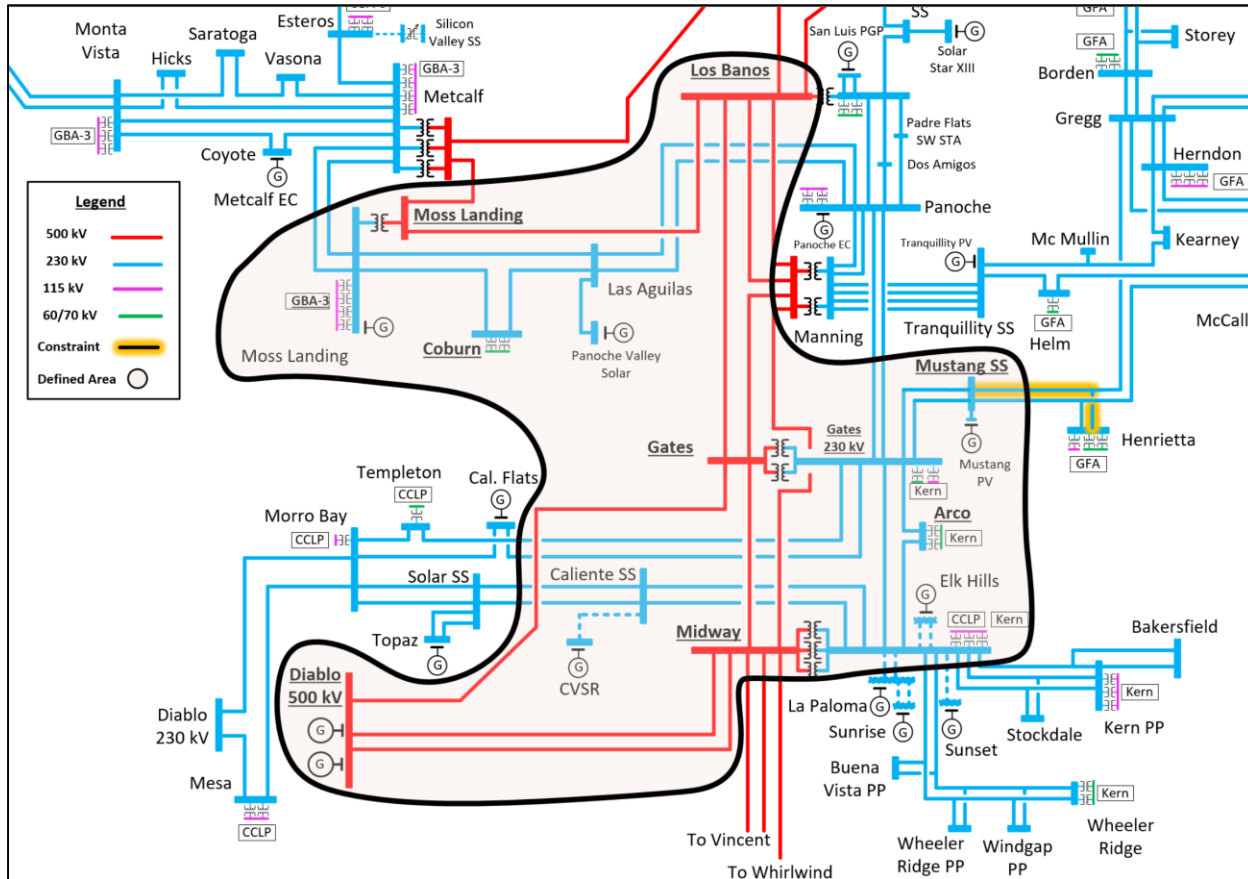 Esteros
Silicon
Valley SS
Monta
Vista
Saratoga
Hicks
Vasona
GBA-3
Metcalf
GBA-3
Coyote
G
Metcalf EC
San Luis PGP
G
SS
G
Solar
Star XIII
GFA
GFA
Storey
Borden
Los Banos
Padre Flats
SW STA
Dos Amigos
Gregg
Herndon
GFA
Legend
500 kV
230 kV
115 kV
60/70 kV
Constraint
Defined Area
Moss Landing
Panoche
G
Panoche EC
Tranquillity PV
G
Mc Mullin
Kearney
GBA-3
G
Moss Landing
Las Aguilas
Coburn
G
Panoche Valley
Solar
Manning
Tranquillity SS
GFA
Helm
McCall
Mustang SS
Gates
Gates
230 kV
G
Mustang
PV
Henrietta
GFA
Kern
Templeton
CCLP
Cal. Flats
G
Morro Bay
CCLP
Arco
Kern
Solar SS
Caliente SS
Elk Hills
G
CCLP
Kern
Topaz
G
G
CVSR
Midway
Bakersfield
Diablo
500 kV
G
G
La Paloma
G
Sunrise
G
G
Sunset
Stockdale
Kern
Kern PP
Diablo
230 kV
Mesa
CCLP
Buena
Vista PP
Kern
Wheeler
Ridge
Wheeler
Ridge PP
Windgap
PP
To Vincent
To Whirlwind